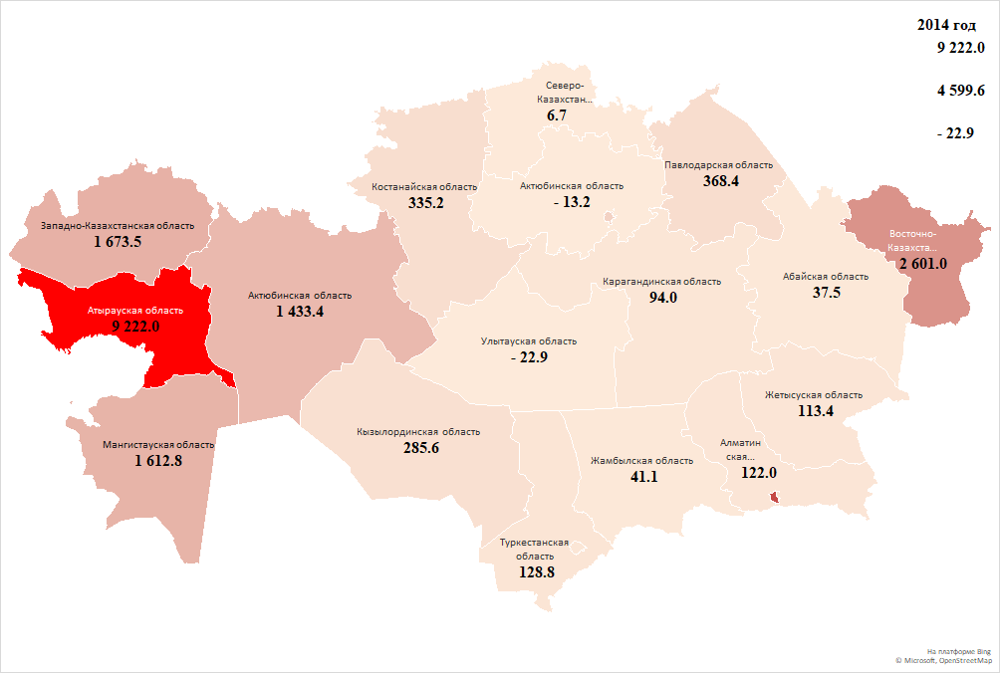 2014 год
9 222.0
4 599.6
- 22.9
Северо-
Казахстан...
6.7
Павлодарская область
368.4
Костанайская область
335.2
Актюбинская область
- 13.2
Западно-Казахстанская область
1 673.5
Восточно-
Казахста...
2 601.0
Абайская область
37.5
Карагандинская область
94.0
Актюбинская область
1 433.4
Атырауская область
9 222.0
Улытауская область
- 22.9
Жетысуская область
113.4
Кызылординская область
285.6
Мангистауская область
1 612.8
Алматин
ская...
122.0
Жамбылская область
41.1
Туркестанская
область
128.8
На платформе Bing
© Microsoft, OpenStreetMap